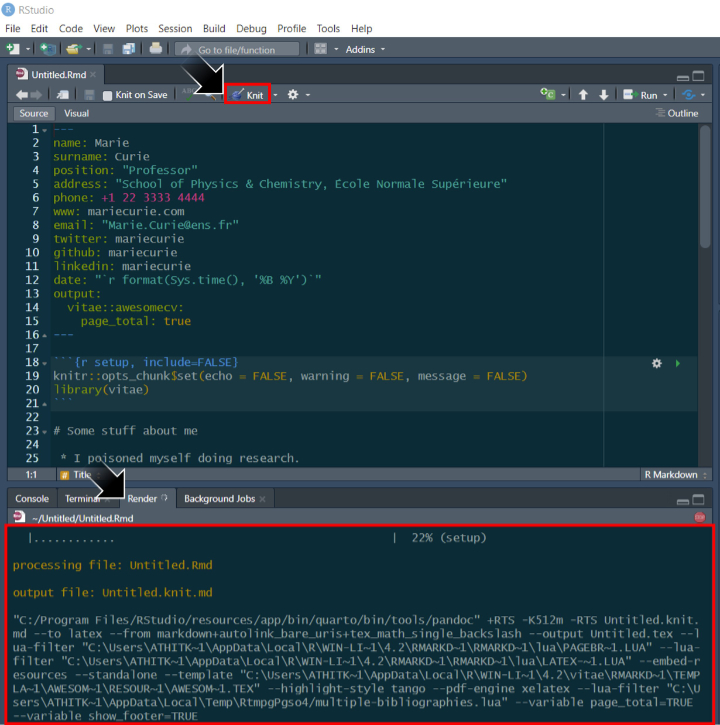 RStudio
File Edit Code View Plots Session Build Debug Profile Tools Help
Go to file/function Addins
Untitled.Rmd
Knit on Save ABC Knit Run
Source Visual Outline
1 ---
2 name: Marie
3 surname: Curie
4 position: "Professor"
5 address: "School of Physics & Chemistry, École Normale Supérieure"
6 phone: +1 22 3333 4444
7 www: mariecurie.com
8 email: "Marie.Curie@ens.fr"
9 twitter: mariecurie
10 github: mariecurie
11 linkedin: mariecurie
12 date: "`r format(Sys.time(), '%B %Y')`"
13 output:
14 vitae::awesomecv:
15 page_total: true
16 ---
17
18 ```{r setup, include=FALSE}
19 knitr::opts_chunk$set(echo = FALSE, warning = FALSE, message = FALSE)
20 library(vitae)
21 ```
22
23 # Some stuff about me
24
25 * I poisoned myself doing research.
1:1 # Title R Markdown
Console Terminal Render Background Jobs
~/Untitled/Untitled.Rmd
|............ | 22% (setup)
processing file: Untitled.Rmd
output file: Untitled.knit.md
"C:/Program Files/RStudio/resources/app/bin/quarto/bin/tools/pandoc" +RTS -K512m -RTS Untitled.knit.
md --to latex --from markdown+autolink_bare_uris+tex_math_single_backslash --output Untitled.tex --l
ua-filter "C:\Users\ATHITK~1\AppData\Local\R\WIN-LI~1\4.2\RMARKD~1\RMARKD~1\lua\PAGEBR~1.LUA" --lua-
filter "C:\Users\ATHITK~1\AppData\Local\R\WIN-LI~1\4.2\RMARKD~1\RMARKD~1\lua\LATEX-~1.LUA" --embed-r
esources --standalone --template "C:\Users\ATHITK~1\AppData\Local\R\WIN-LI~1\4.2\vitae\RMARKD~1\TEMP
LA~1\AWESOM~1\RESOUR~1\AWESOM~1.TEX" --highlight-style tango --pdf-engine xelatex --lua-filter "C:\U
sers\ATHITK~1\AppData\Local\Temp\RtmpgPgso4/multiple-bibliographies.lua" --variable page_total=TRUE
--variable show_footer=TRUE